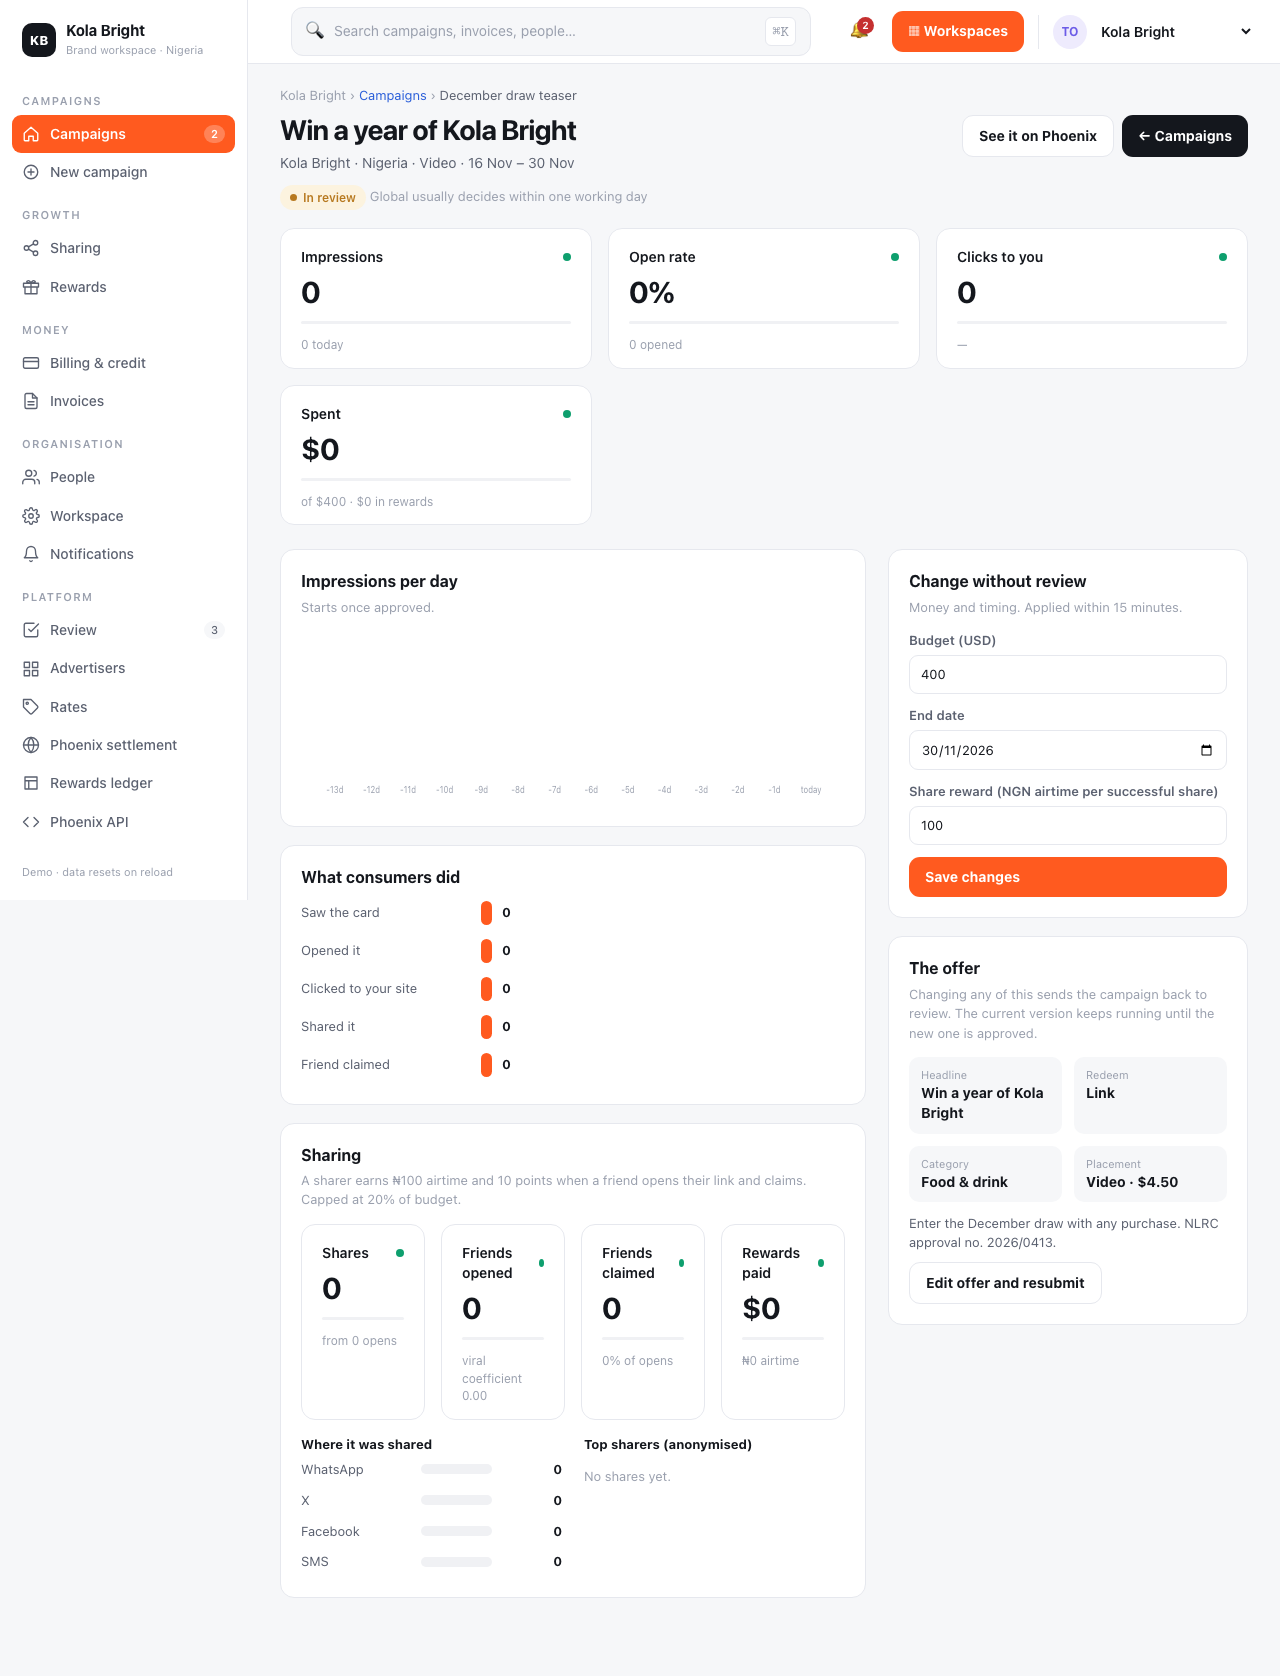 KB
Kola Bright
Brand workspace · Nigeria
CAMPAIGNS
Campaigns 2
New campaign
GROWTH
Sharing
Rewards
MONEY
Billing & credit
Invoices
ORGANISATION
People
Workspace
Notifications
PLATFORM
Review 3
Advertisers
Rates
Phoenix settlement
Rewards ledger
Phoenix API
Demo · data resets on reload
Search campaigns, invoices, people… ⌘K
2
Workspaces
TO Kola Bright
Kola Bright › Campaigns › December draw teaser
Win a year of Kola Bright
Kola Bright · Nigeria · Video · 16 Nov – 30 Nov
In review Global usually decides within one working day
See it on Phoenix
← Campaigns
Impressions
0
0 today
Open rate
0%
0 opened
Clicks to you
0
—
Spent
$0
of $400 · $0 in rewards
Impressions per day
Starts once approved.
-13d -12d -11d -10d -9d -8d -7d -6d -5d -4d -3d -2d -1d today
What consumers did
Saw the card 0
Opened it 0
Clicked to your site 0
Shared it 0
Friend claimed 0
Sharing
A sharer earns ₦100 airtime and 10 points when a friend opens their link and claims.
Capped at 20% of budget.
Shares
0
from 0 opens
Friends
opened
0
viral
coefficient
0.00
Friends
claimed
0
0% of opens
Rewards
paid
$0
₦0 airtime
Where it was shared
WhatsApp 0
X 0
Facebook 0
SMS 0
Top sharers (anonymised)
No shares yet.
Change without review
Money and timing. Applied within 15 minutes.
Budget (USD)
400
End date
30/11/2026
Share reward (NGN airtime per successful share)
100
Save changes
The offer
Changing any of this sends the campaign back to
review. The current version keeps running until the
new one is approved.
Headline
Win a year of Kola
Bright
Redeem
Link
Category
Food & drink
Placement
Video · $4.50
Enter the December draw with any purchase. NLRC
approval no. 2026/0413.
Edit offer and resubmit